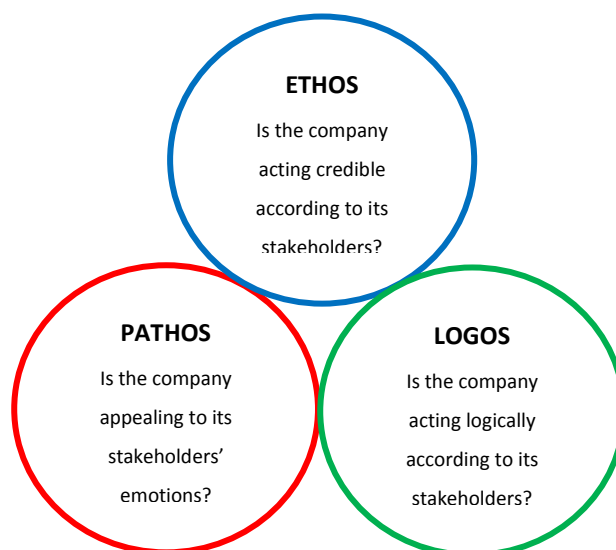 ETHOS
Is the company
acting credible
according to its
stakeholders?
PATHOS
Is the company
appealing to its
stakeholders’
emotions?
LOGOS
Is the company
acting logically
according to its
stakeholders?